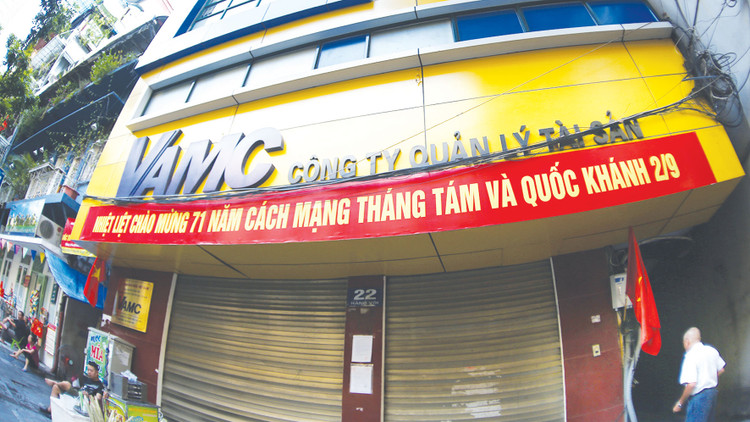 VAMC CÔNG TY QUẢN LÝ TÀI SẢN
NHIỆT LIỆT CHÀO MỪNG 71 NĂM CÁCH MẠNG THÁNG TÁM VÀ QUỐC KHÁNH 2/9
22
VAMC
MÍA